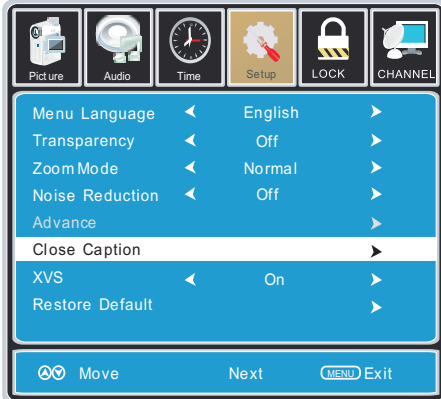 Picture Audio Time Setup LOCK CHANNEL
Menu Language English
Transparency Off
Zoom Mode Normal
Noise Reduction Off
Advance
Close Caption
XVS On
Restore Default
Move Next MENU Exit